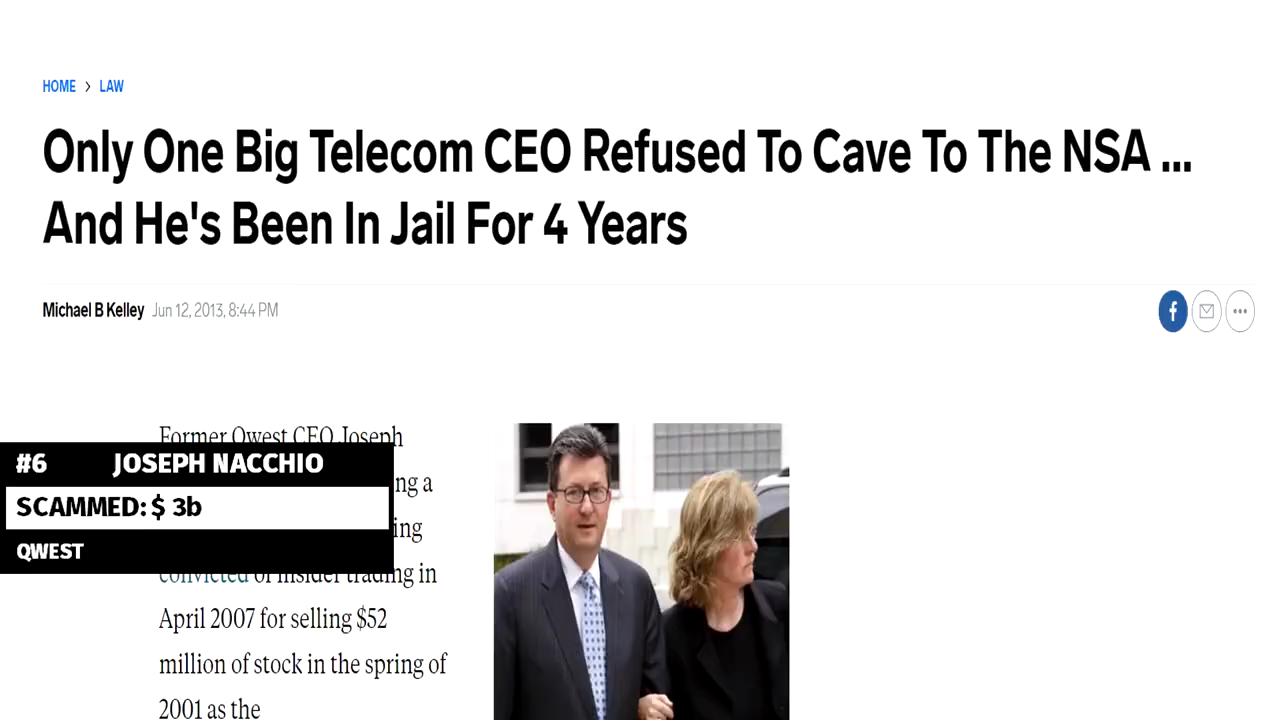 HOME > LAW
Only One Big Telecom CEO Refused To Cave To The NSA ...
And He's Been In Jail For 4 Years
Michael B Kelley Jun 12, 2013, 8:44 PM
Former Qwest CEO Joseph
#6 JOSEPH NACCHIO
ng a
SCAMMED: $ 3b
ing
QWEST
convicted of insider trading in
April 2007 for selling $52
million of stock in the spring of
2001 as the